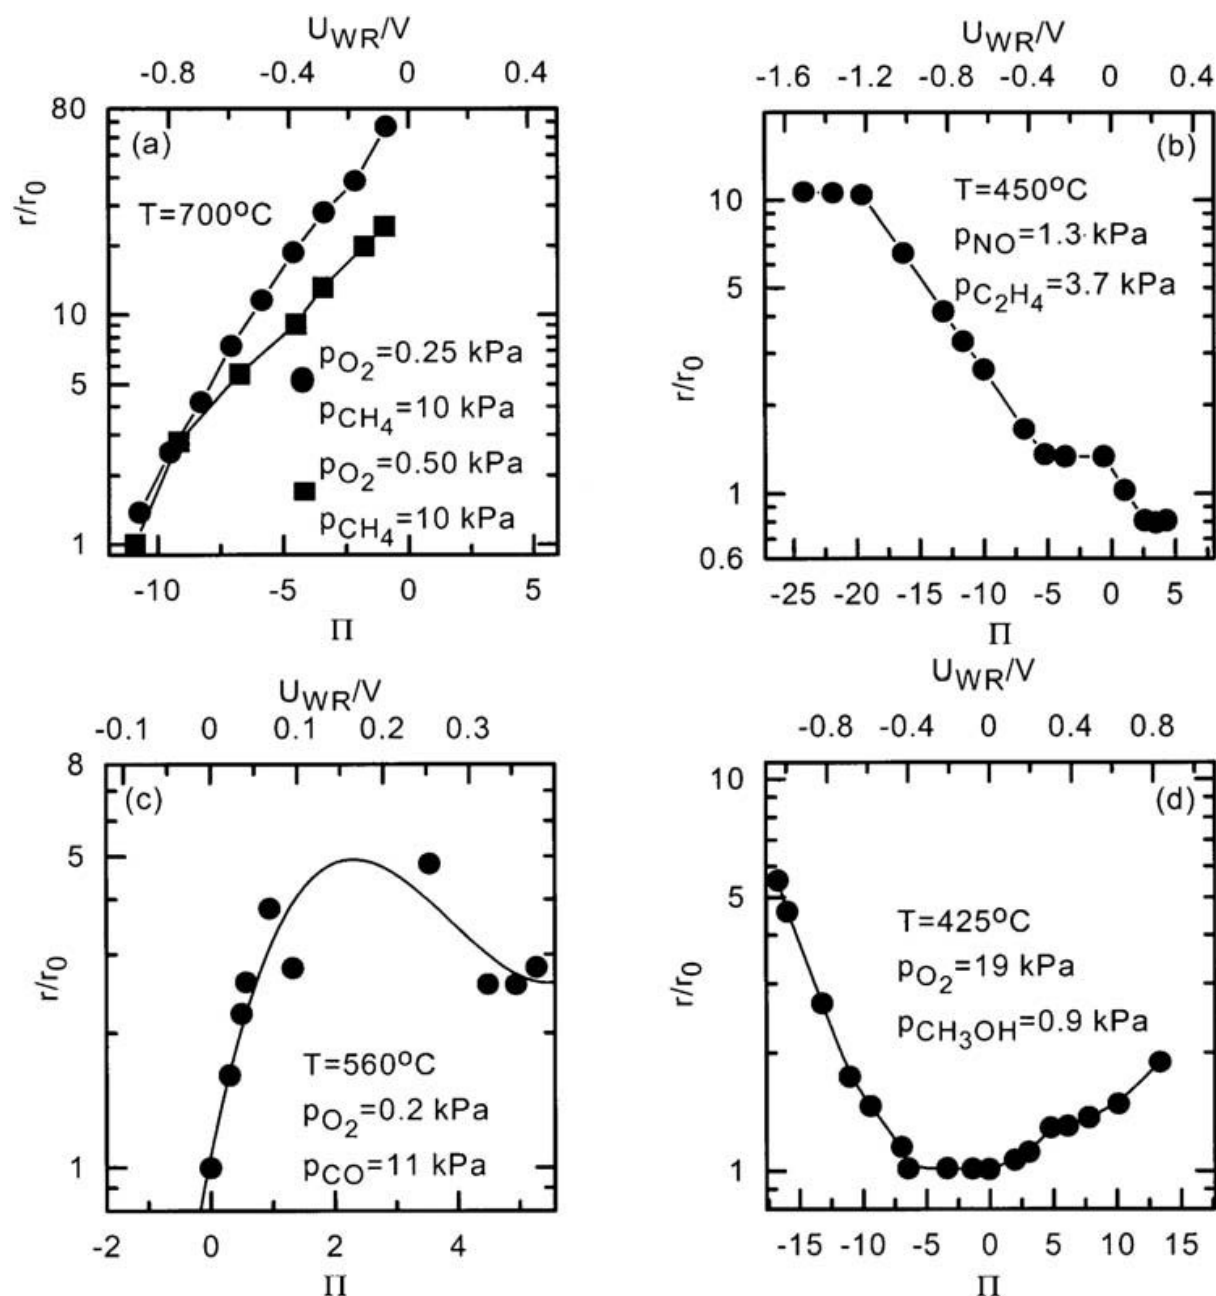 U_WR/V
-0.8 -0.4 0 0.4
80
(a)
r/r_0
T=700°C
10
p_O2=0.25 kPa
5
p_CH4=10 kPa
p_O2=0.50 kPa
p_CH4=10 kPa
1
-10 -5 0 5
Π
U_WR/V
-1.6 -1.2 -0.8 -0.4 0 0.4
(b)
T=450°C
10
p_NO=1.3 kPa
p_C2H4=3.7 kPa
5
r/r_0
1
0.6
-25 -20 -15 -10 -5 0 5
Π
U_WR/V
-0.1 0 0.1 0.2 0.3
8
(c)
5
r/r_0
T=560°C
p_O2=0.2 kPa
p_CO=11 kPa
1
-2 0 2 4
Π
U_WR/V
-0.8 -0.4 0 0.4 0.8
10
(d)
5
T=425°C
p_O2=19 kPa
r/r_0
p_CH3OH=0.9 kPa
1
-15 -10 -5 0 5 10 15
Π